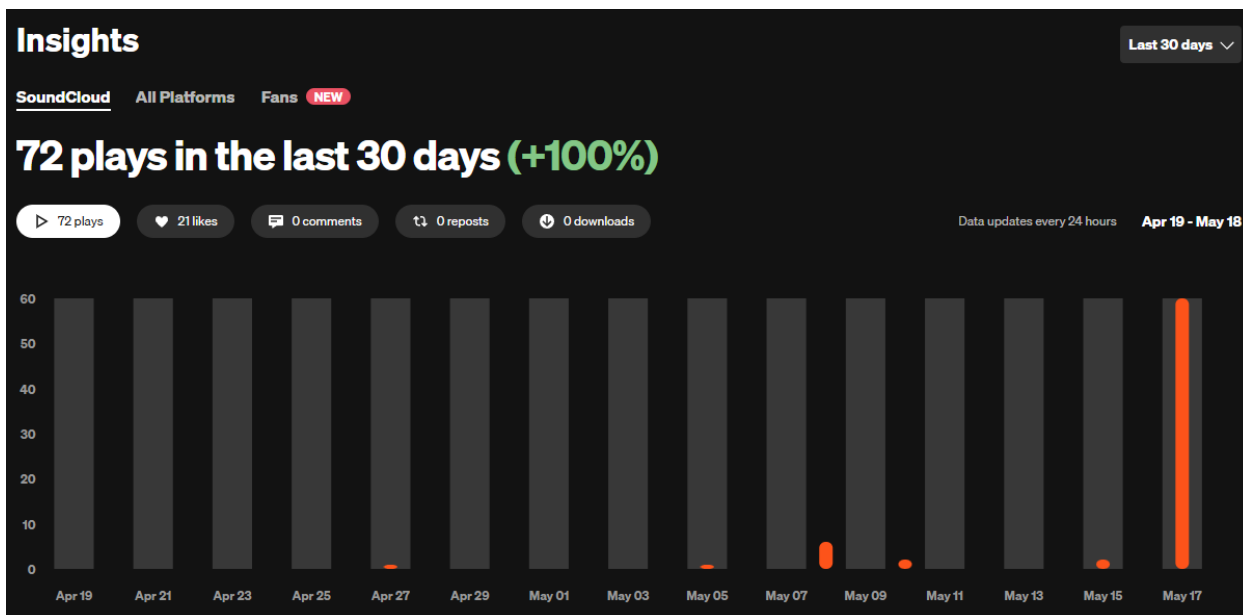 Insights
Last 30 days
SoundCloud All Platforms Fans NEW
72 plays in the last 30 days (+100%)
72 plays 21 likes 0 comments 0 reposts 0 downloads Data updates every 24 hours Apr 19 - May 18
60
50
40
30
20
10
0
Apr 19 Apr 21 Apr 23 Apr 25 Apr 27 Apr 29 May 01 May 03 May 05 May 07 May 09 May 11 May 13 May 15 May 17